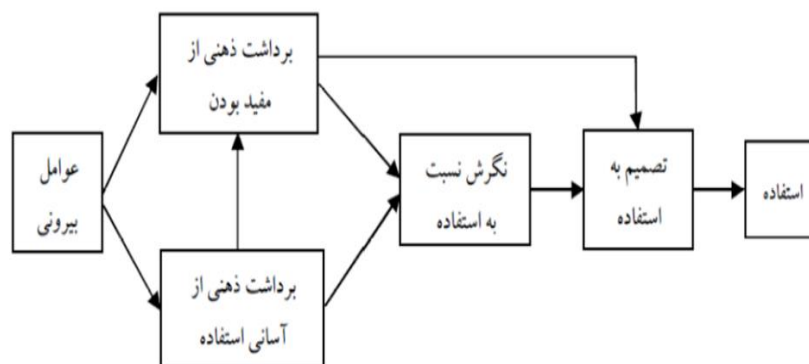 برداشت ذهنی از
مفید بودن
عوامل
بیرونی
نگرش نسبت
به استفاده
تصمیم به
استفاده
استفاده
برداشت ذهنی از
آسانی استفاده